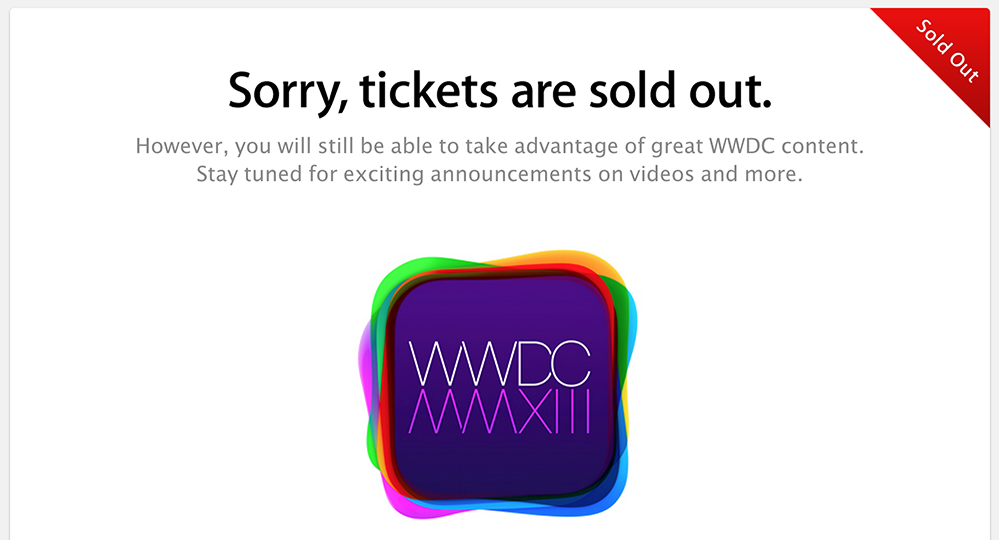 Sold Out
Sorry, tickets are sold out.
However, you will still be able to take advantage of great WWDC content.
Stay tuned for exciting announcements on videos and more.
WWDC
MMXIII